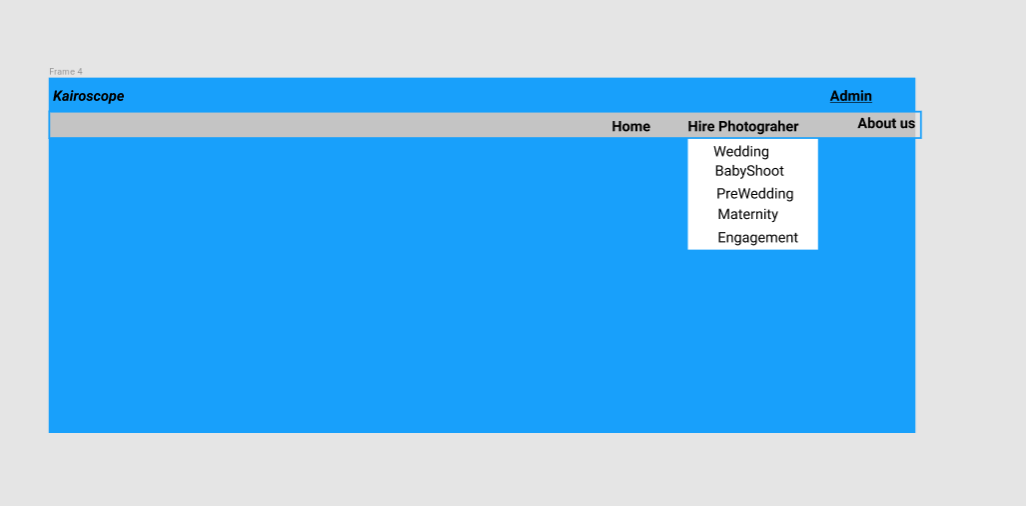 Frame 4
Kairoscope
Admin
Home
Hire Photograher
About us
Wedding
BabyShoot
PreWedding
Maternity
Engagement